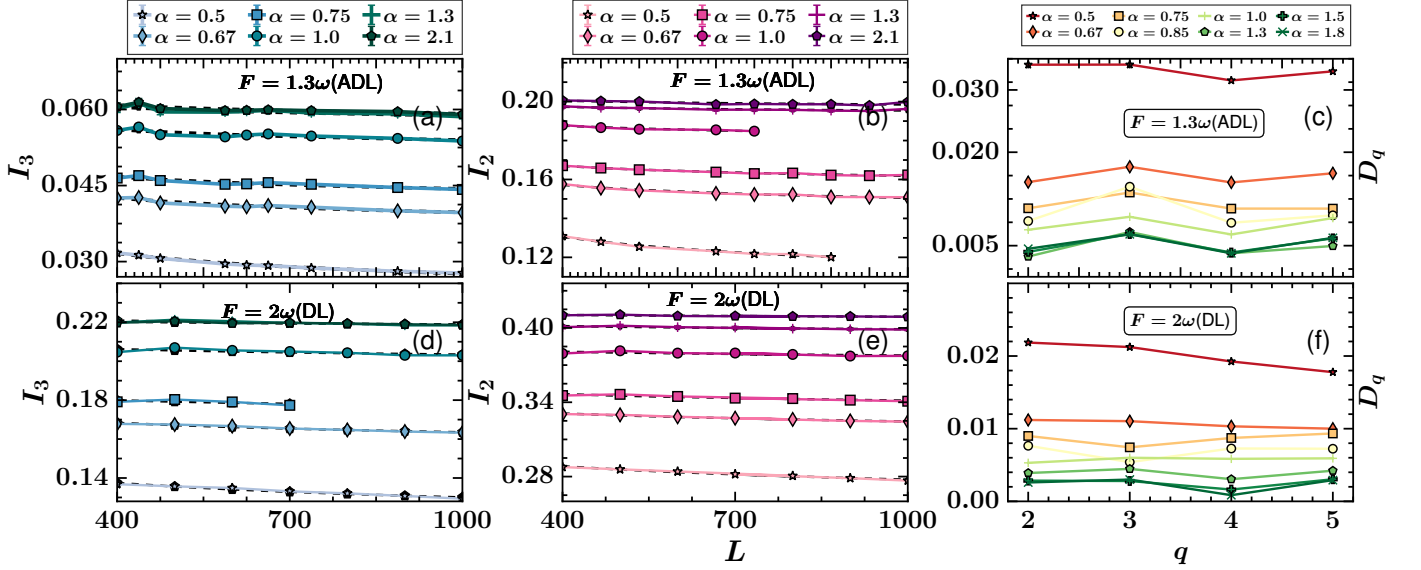 α = 0.5 α = 0.75 α = 1.3
α = 0.67 α = 1.0 α = 2.1
α = 0.5 α = 0.75 α = 1.3
α = 0.67 α = 1.0 α = 2.1
α = 0.5 α = 0.75 α = 1.0 α = 1.5
α = 0.67 α = 0.85 α = 1.3 α = 1.8
F = 1.3ω(ADL)
(a)
I₃
0.060
0.045
0.030
F = 1.3ω(ADL)
(b)
I₂
0.20
0.16
0.12
F = 1.3ω(ADL)
(c)
D_q
0.030
0.020
0.005
F = 2ω(DL)
(d)
I₃
0.22
0.18
0.14
400 700 1000
F = 2ω(DL)
(e)
I₂
0.40
0.34
0.28
400 700 1000
L
F = 2ω(DL)
(f)
D_q
0.02
0.01
0.00
2 3 4 5
q